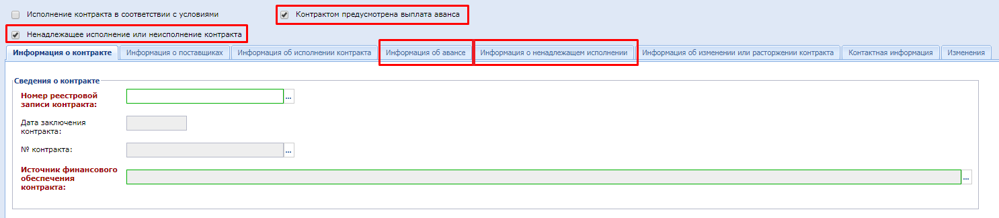 Исполнение контракта в соответствии с условиями
Контрактом предусмотрена выплата аванса
Ненадлежащее исполнение или неисполнение контракта
Информация о контракте
Информация о поставщиках
Информация об исполнении контракта
Информация об авансе
Информация о ненадлежащем исполнении
Информация об изменении или расторжении контракта
Контактная информация
Изменения
Сведения о контракте
Номер реестровой
записи контракта:
...
Дата заключения
контракта:
№ контракта:
...
Источник финансового
обеспечения
контракта:
...